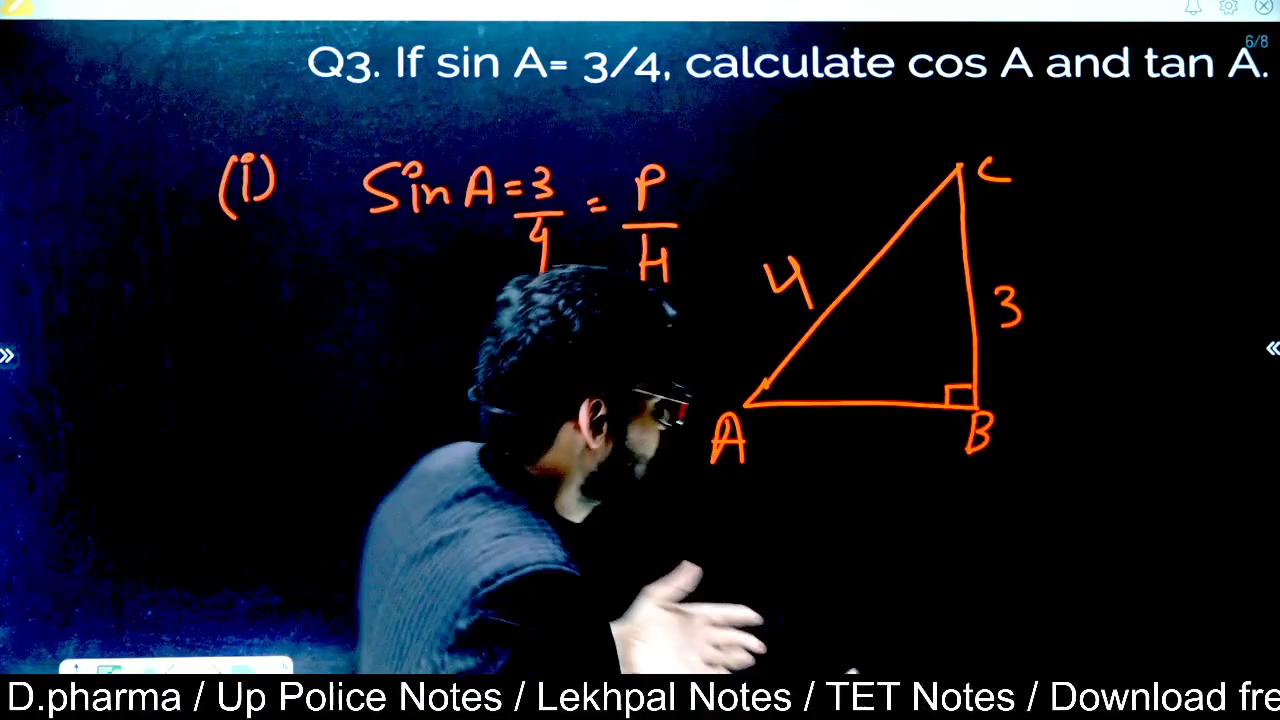 6/8
Q3. If sin A= 3/4, calculate cos A and tan A.
(i) Sin A = 3/4 = P/H
C
4
3
A
B
D.pharma / Up Police Notes / Lekhpal Notes / TET Notes / Download fre